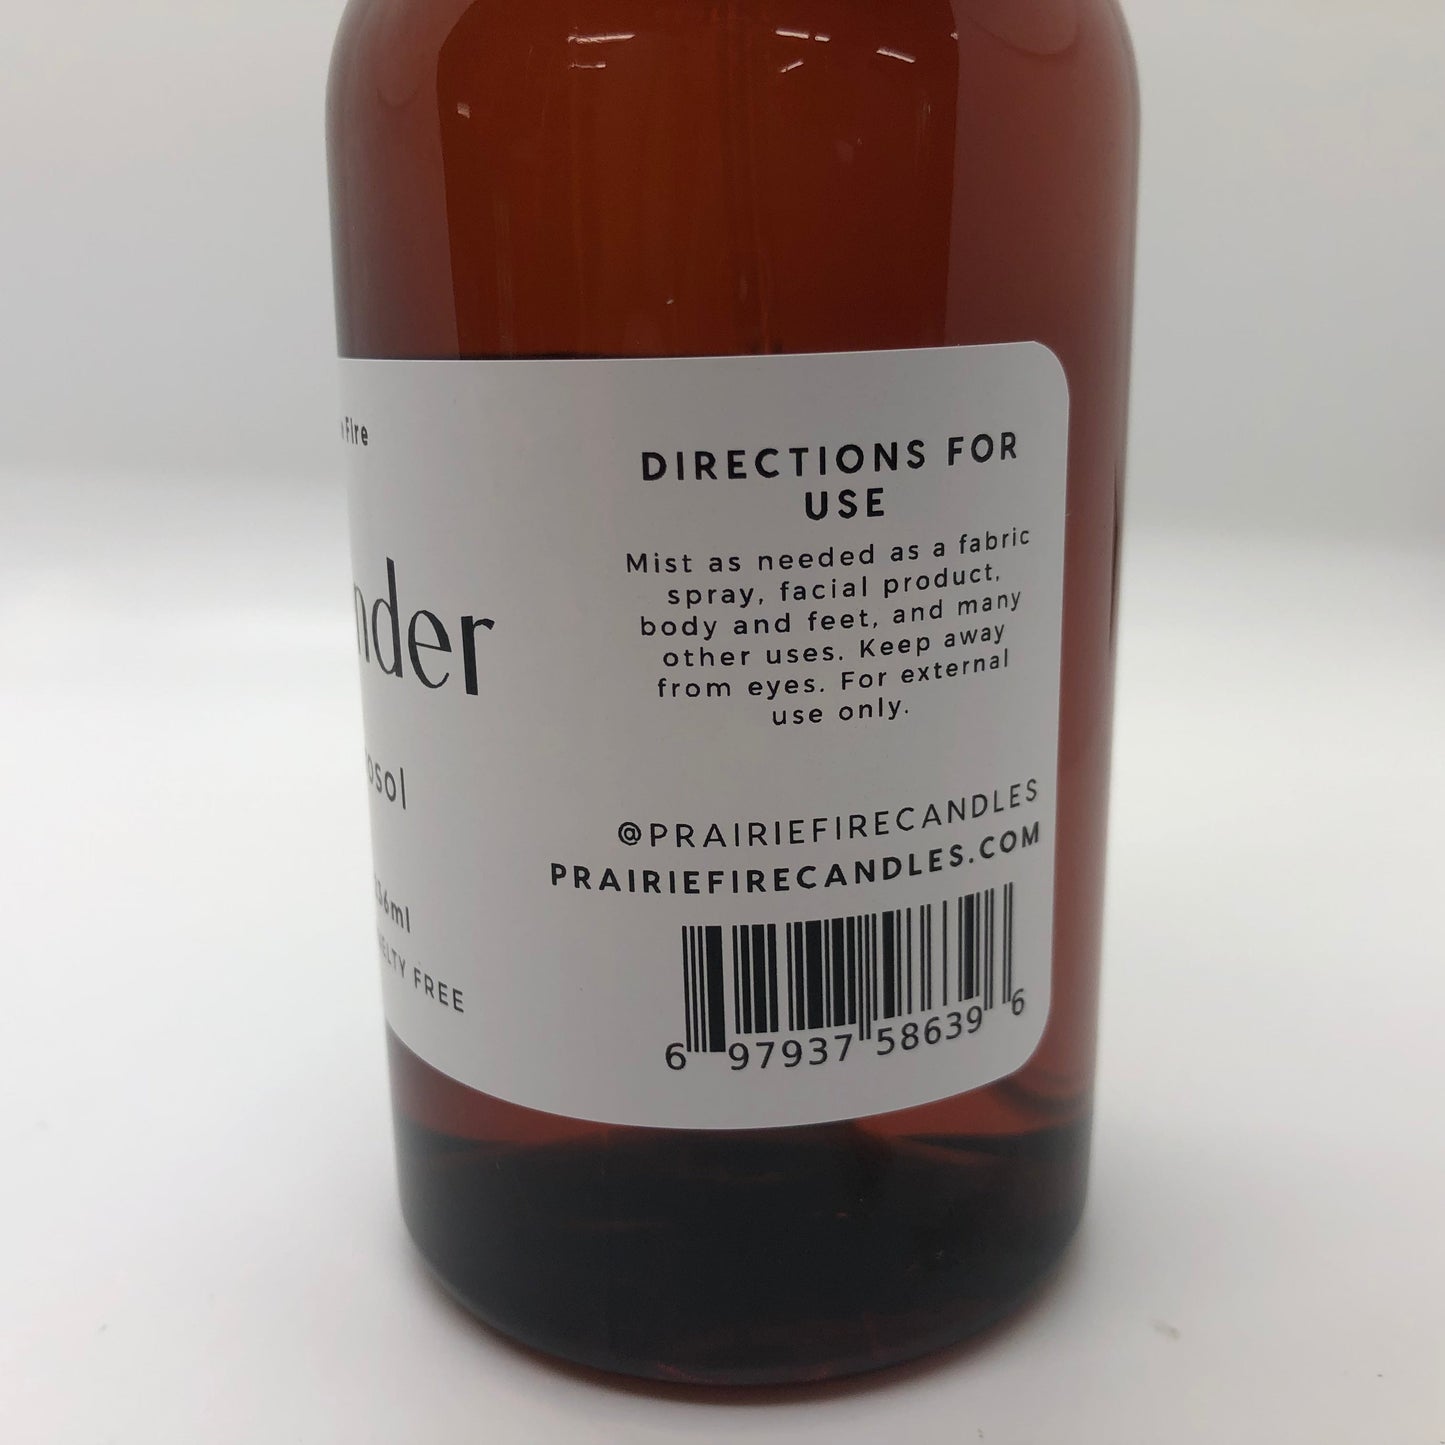 Fire
nder
osol
36ml
ELTY FREE
DIRECTIONS FOR
USE
Mist as needed as a fabric
spray, facial product,
body and feet, and many
other uses. Keep away
from eyes. For external
use only.
@PRAIRIEFIRECANDLES
PRAIRIEFIRECANDLES.COM
6 97937 58639 6